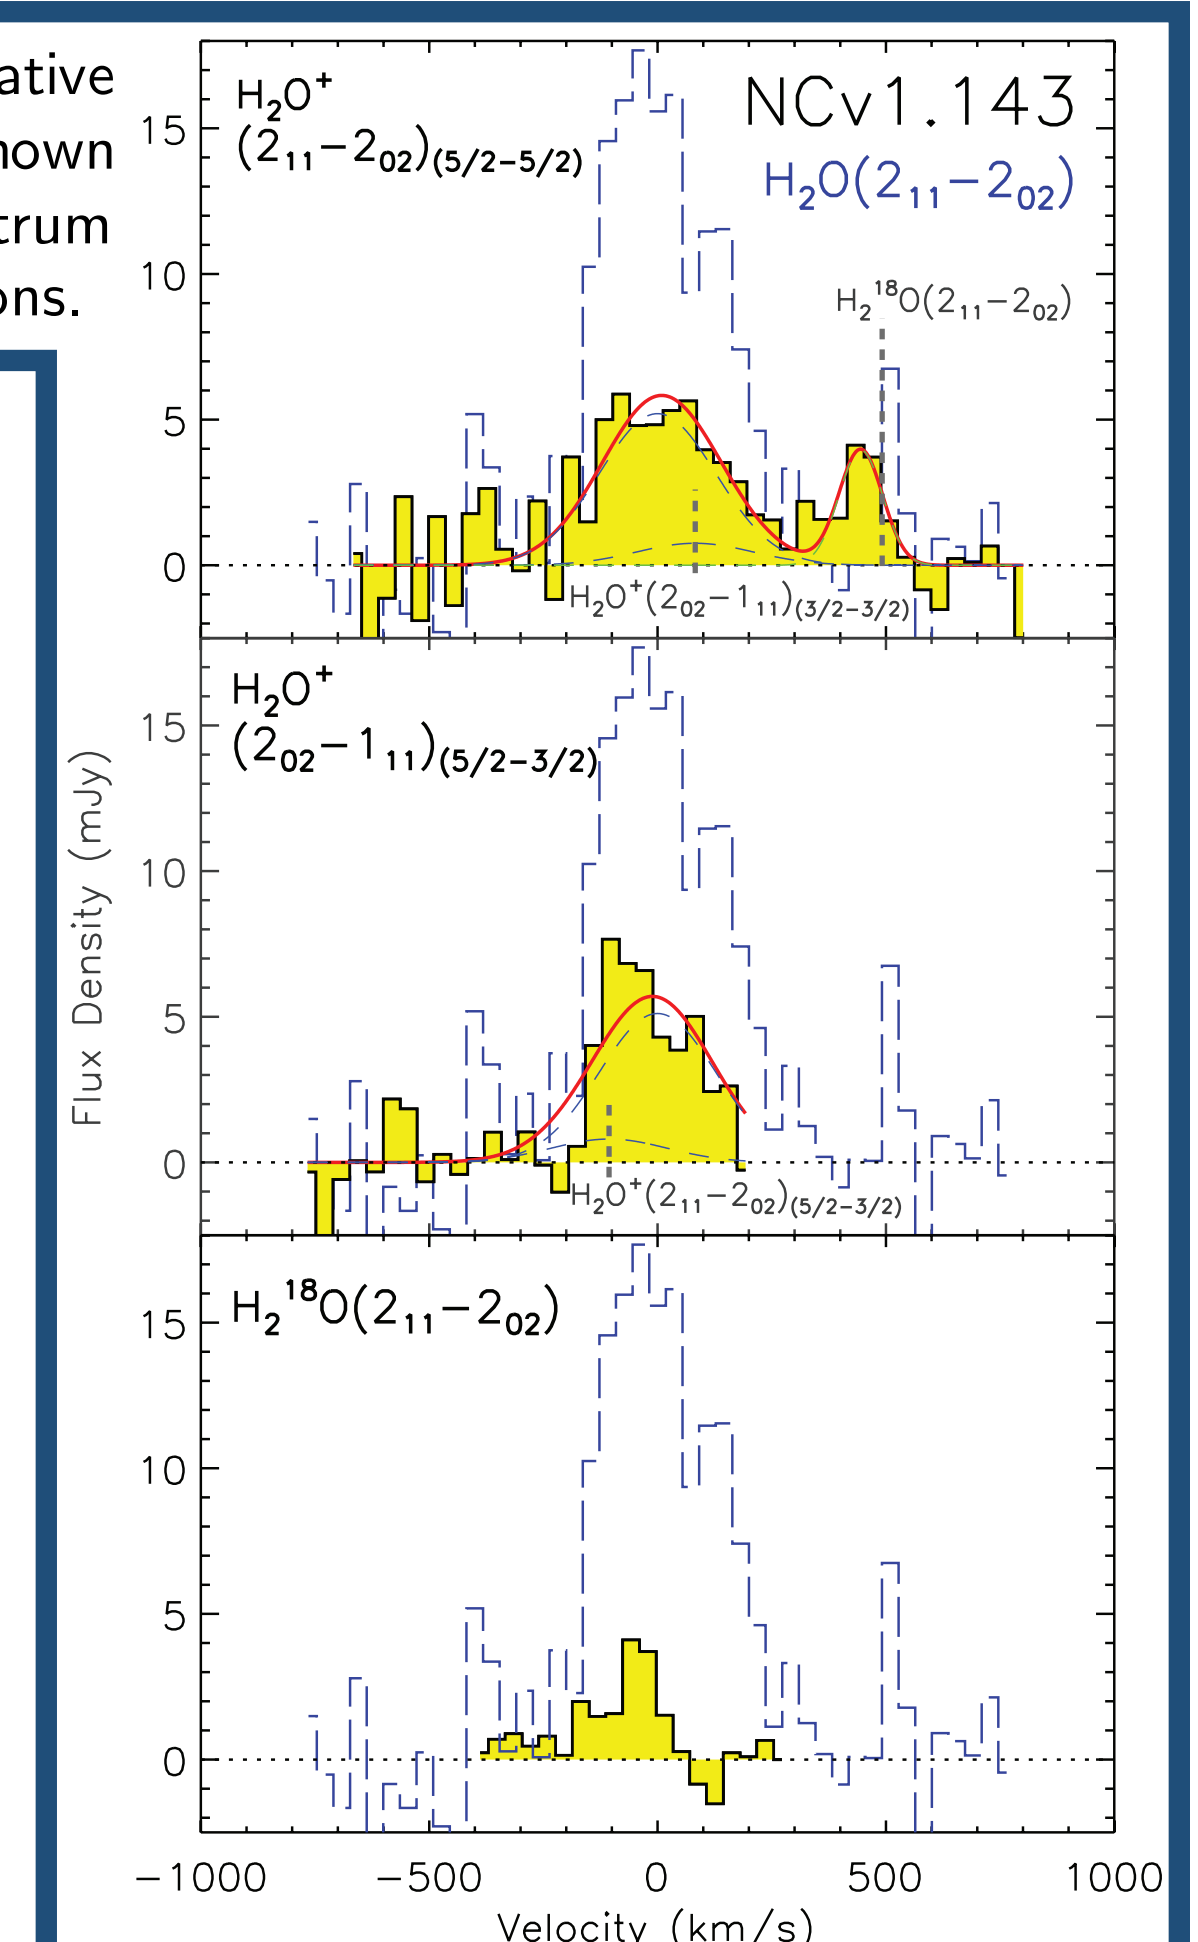 ative
nown
trum
ons.
H₂O⁺
(2₁₁−2₀₂)(5/2−5/2)
NCv1.143
H₂O(2₁₁−2₀₂)
H₂¹⁸O(2₁₁−2₀₂)
H₂O⁺(2₀₂−1₁₁)(3/2−3/2)
15
10
5
0
H₂O⁺
(2₀₂−1₁₁)(5/2−3/2)
H₂O⁺(2₁₁−2₀₂)(5/2−3/2)
15
10
5
0
Flux Density (mJy)
H₂¹⁸O(2₁₁−2₀₂)
15
10
5
0
−1000 −500 0 500 1000
Velocity (km/s)